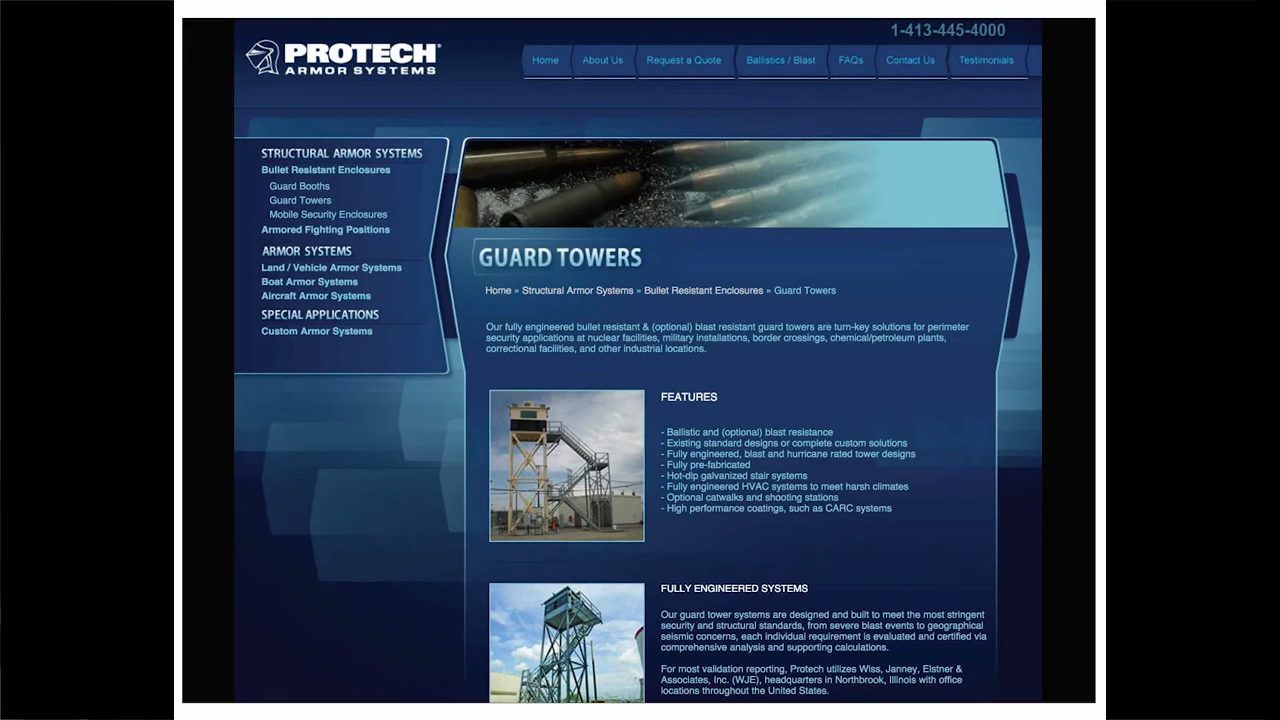 1-413-445-4000
PROTECH®
ARMOR SYSTEMS
Home
About Us
Request a Quote
Ballistics / Blast
FAQs
Contact Us
Testimonials
STRUCTURAL ARMOR SYSTEMS
Bullet Resistant Enclosures
Guard Booths
Guard Towers
Mobile Security Enclosures
Armored Fighting Positions
ARMOR SYSTEMS
Land / Vehicle Armor Systems
Boat Armor Systems
Aircraft Armor Systems
SPECIAL APPLICATIONS
Custom Armor Systems
GUARD TOWERS
Home » Structural Armor Systems » Bullet Resistant Enclosures » Guard Towers
Our fully engineered bullet resistant & (optional) blast resistant guard towers are turn-key solutions for perimeter
security applications at nuclear facilities, military installations, border crossings, chemical/petroleum plants,
correctional facilities, and other industrial locations.
FEATURES
- Ballistic and (optional) blast resistance
- Existing standard designs or complete custom solutions
- Fully engineered, blast and hurricane rated tower designs
- Fully pre-fabricated
- Hot-dip galvanized stair systems
- Fully engineered HVAC systems to meet harsh climates
- Optional catwalks and shooting stations
- High performance coatings, such as CARC systems
FULLY ENGINEERED SYSTEMS
Our guard tower systems are designed and built to meet the most stringent
security and structural standards, from severe blast events to geographical
seismic concerns, each individual requirement is evaluated and certified via
comprehensive analysis and supporting calculations.
For most validation reporting, Protech utilizes Wiss, Janney, Elstner &
Associates, Inc. (WJE), headquarters in Northbrook, Illinois with office
locations throughout the United States.